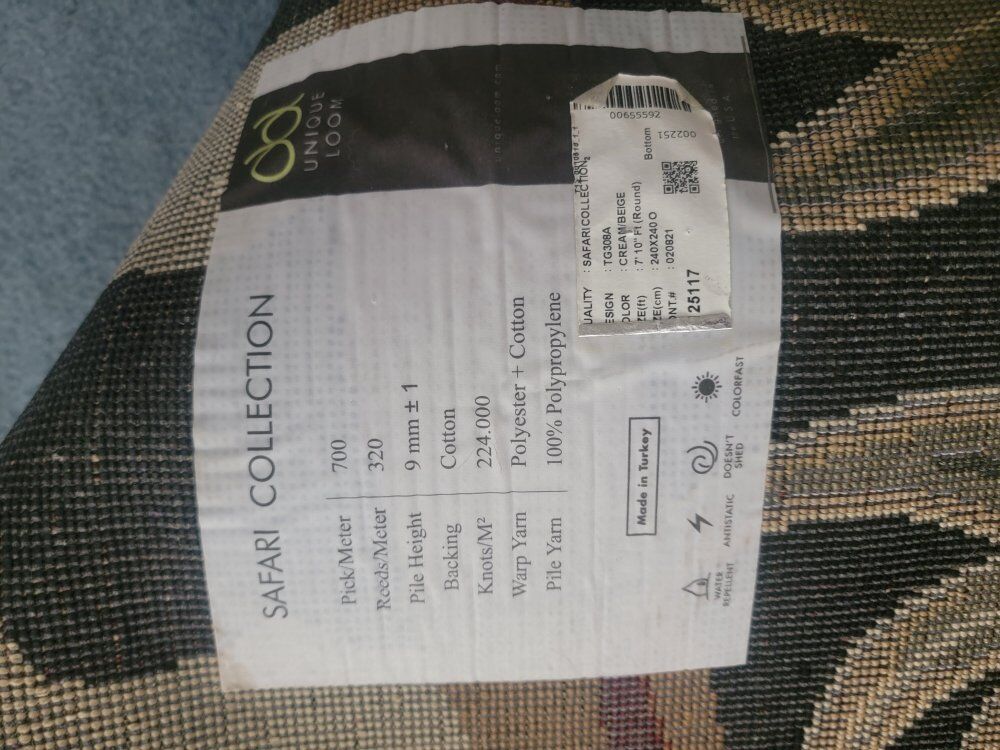 UNIQUE
LOOM
SAFARI COLLECTION
Pick/Meter 700
Reeds/Meter 320
Pile Height 9 mm ± 1
Backing Cotton
Knots/M² 224.000
Warp Yarn Polyester + Cotton
Pile Yarn 100% Polypropylene
Made in Turkey
WATER REPELLENT
ANTISTATIC
DOESN'T SHED
COLORFAST
00655592
UALITY : SAFARI COLLECTION
ESIGN : TG308A
OLOR : CREAM/BEIGE
ZE(ft) : 7' 10" Ft (Round)
ZE(cm) : 240X240 O
ONT.# : 020821
Bottom
002251
25117